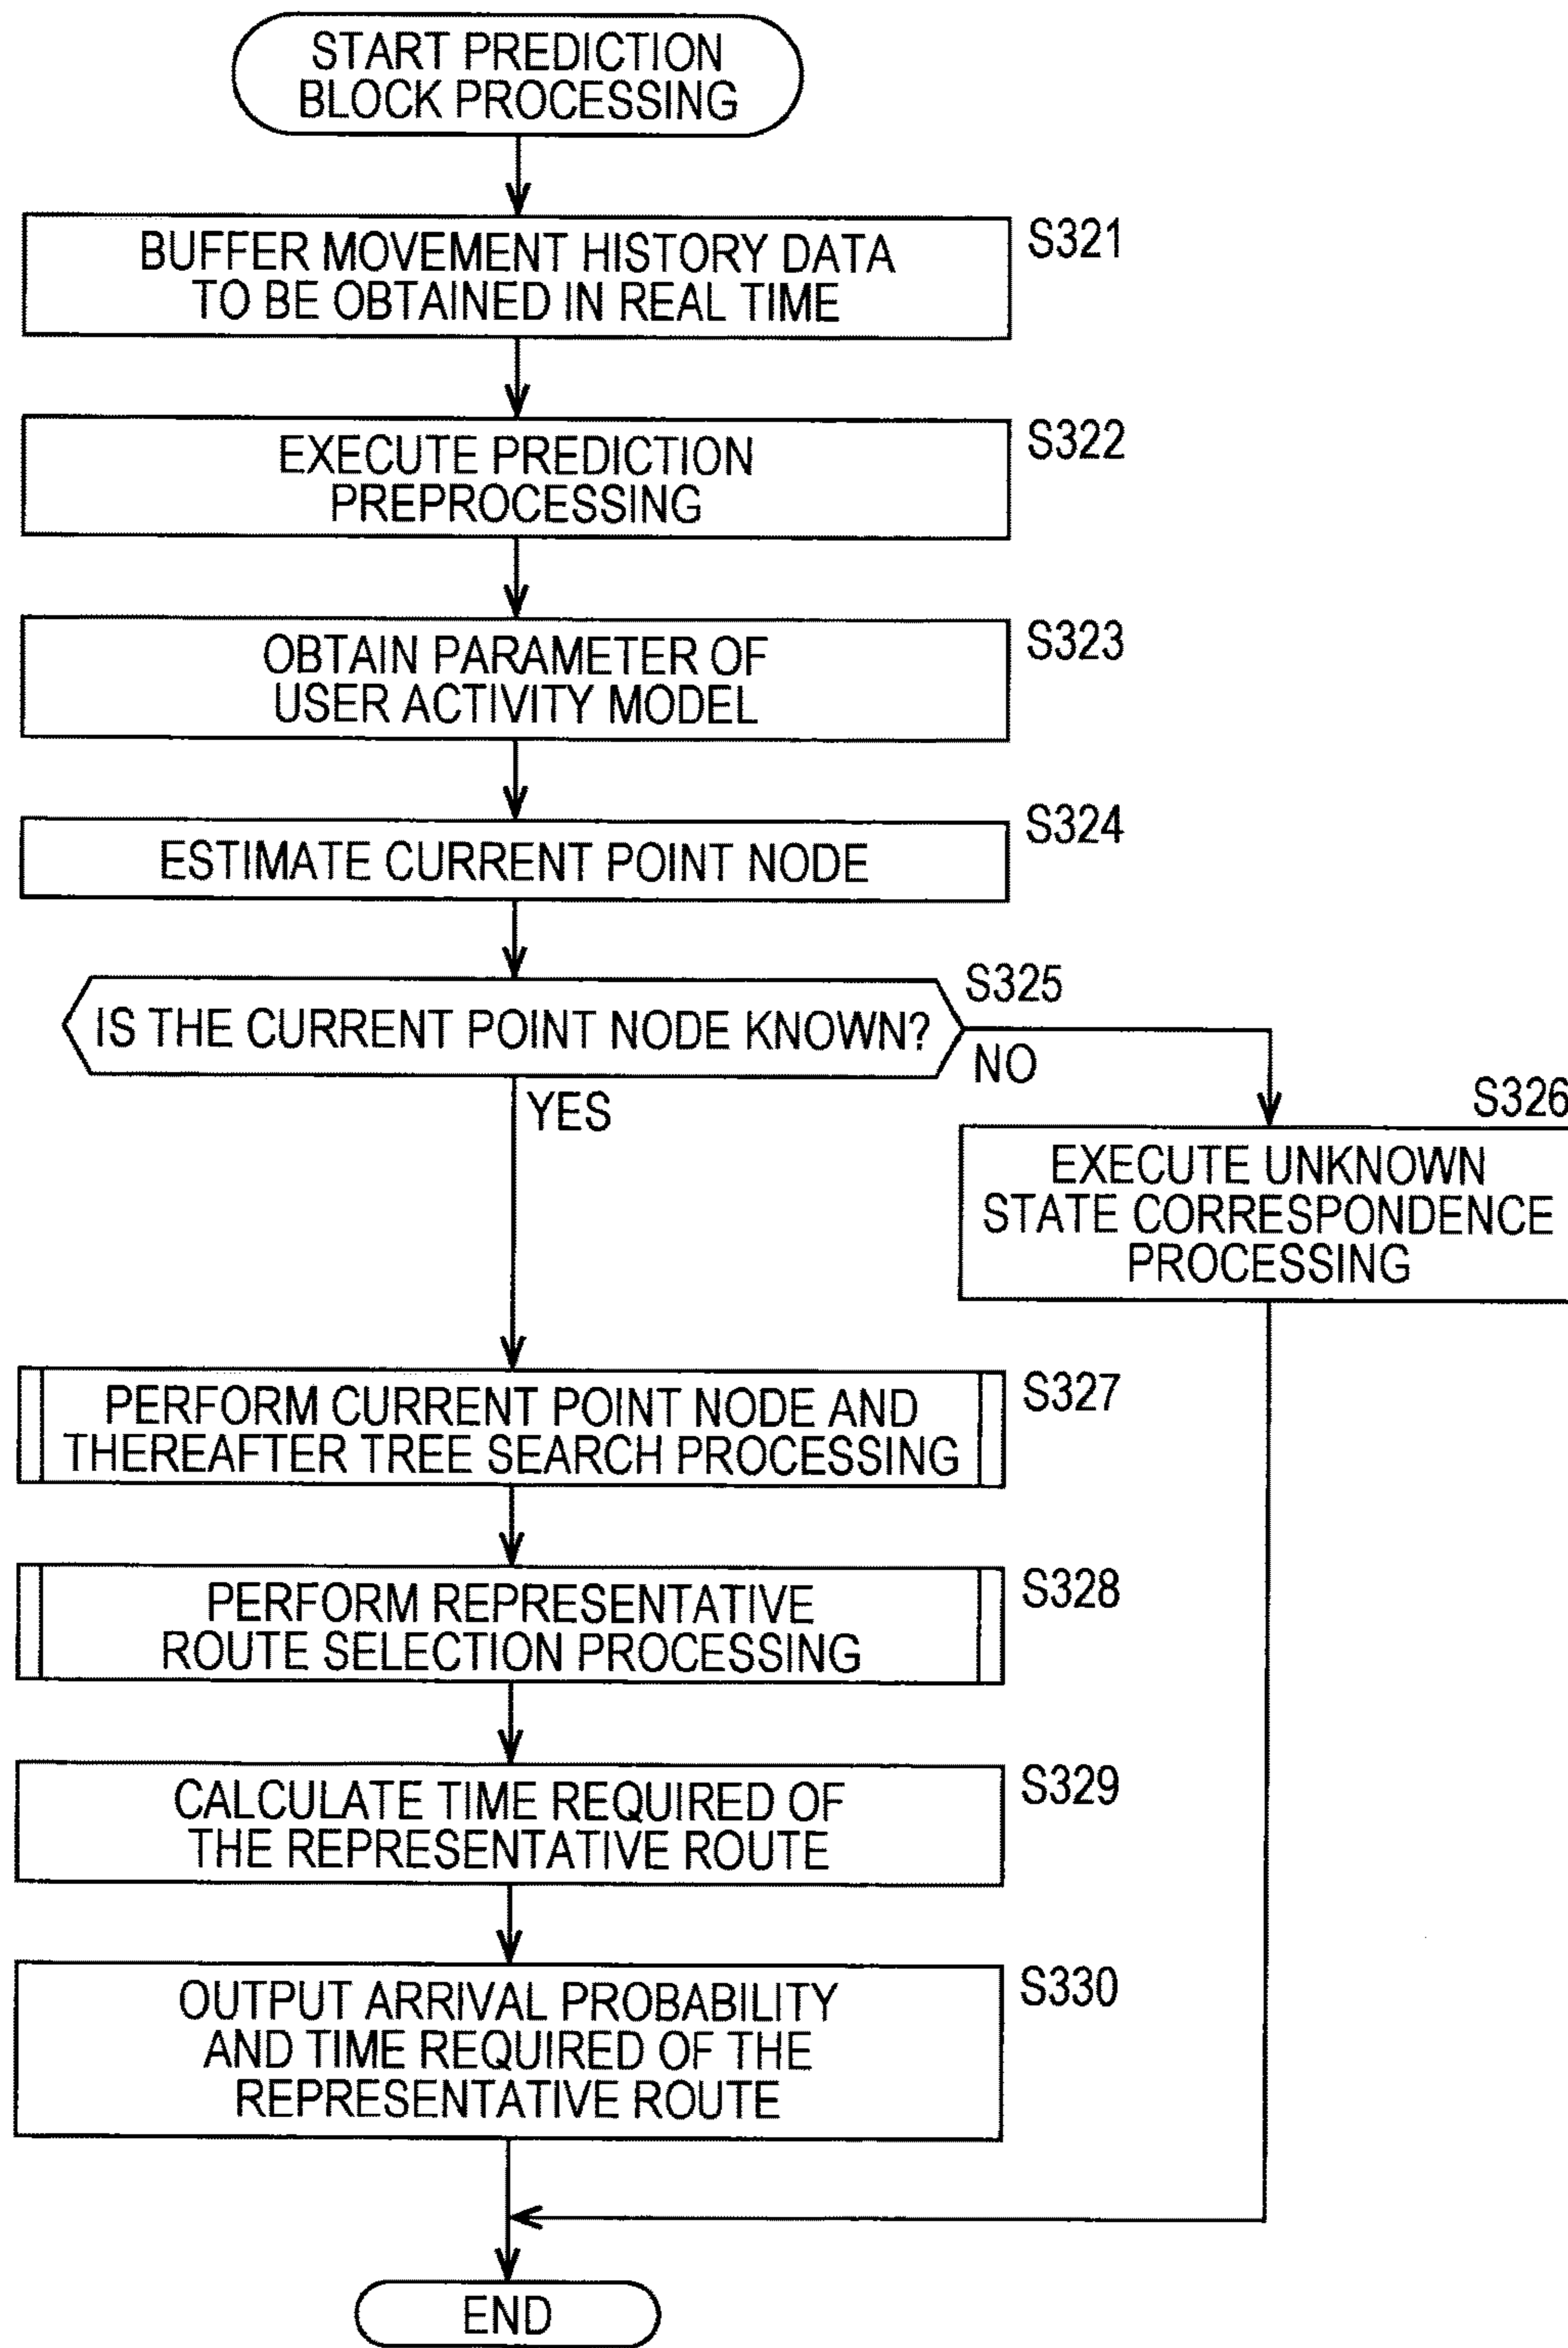 START PREDICTION
BLOCK PROCESSING
BUFFER MOVEMENT HISTORY DATA
TO BE OBTAINED IN REAL TIME
S321
EXECUTE PREDICTION
PREPROCESSING
S322
OBTAIN PARAMETER OF
USER ACTIVITY MODEL
S323
ESTIMATE CURRENT POINT NODE
S324
IS THE CURRENT POINT NODE KNOWN?
S325
NO
YES
S326
EXECUTE UNKNOWN
STATE CORRESPONDENCE
PROCESSING
PERFORM CURRENT POINT NODE AND
THEREAFTER TREE SEARCH PROCESSING
S327
PERFORM REPRESENTATIVE
ROUTE SELECTION PROCESSING
S328
CALCULATE TIME REQUIRED OF
THE REPRESENTATIVE ROUTE
S329
OUTPUT ARRIVAL PROBABILITY
AND TIME REQUIRED OF THE
REPRESENTATIVE ROUTE
S330
END